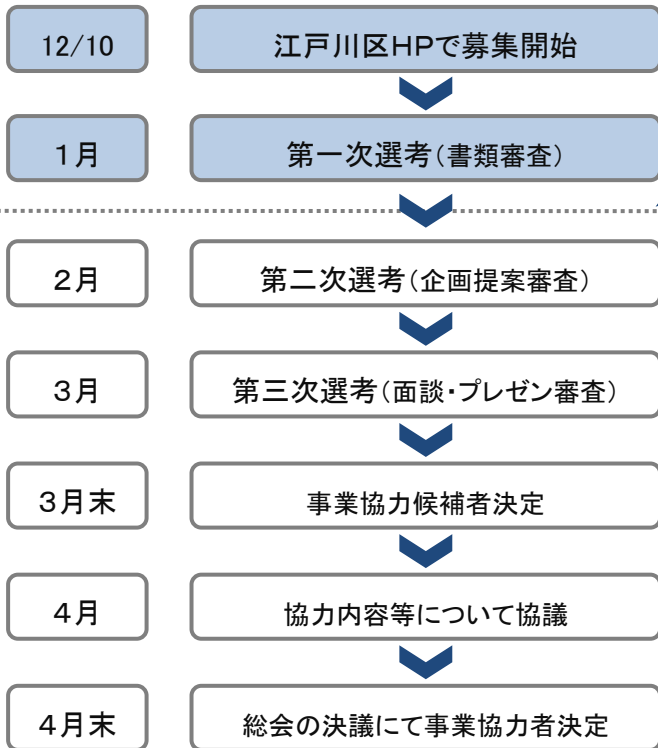 12/10 江戸川区HPで募集開始
1月 第一次選考(書類審査)
2月 第二次選考(企画提案審査)
3月 第三次選考(面談・プレゼン審査)
3月末 事業協力候補者決定
4月 協力内容等について協議
4月末 総会の決議にて事業協力者決定